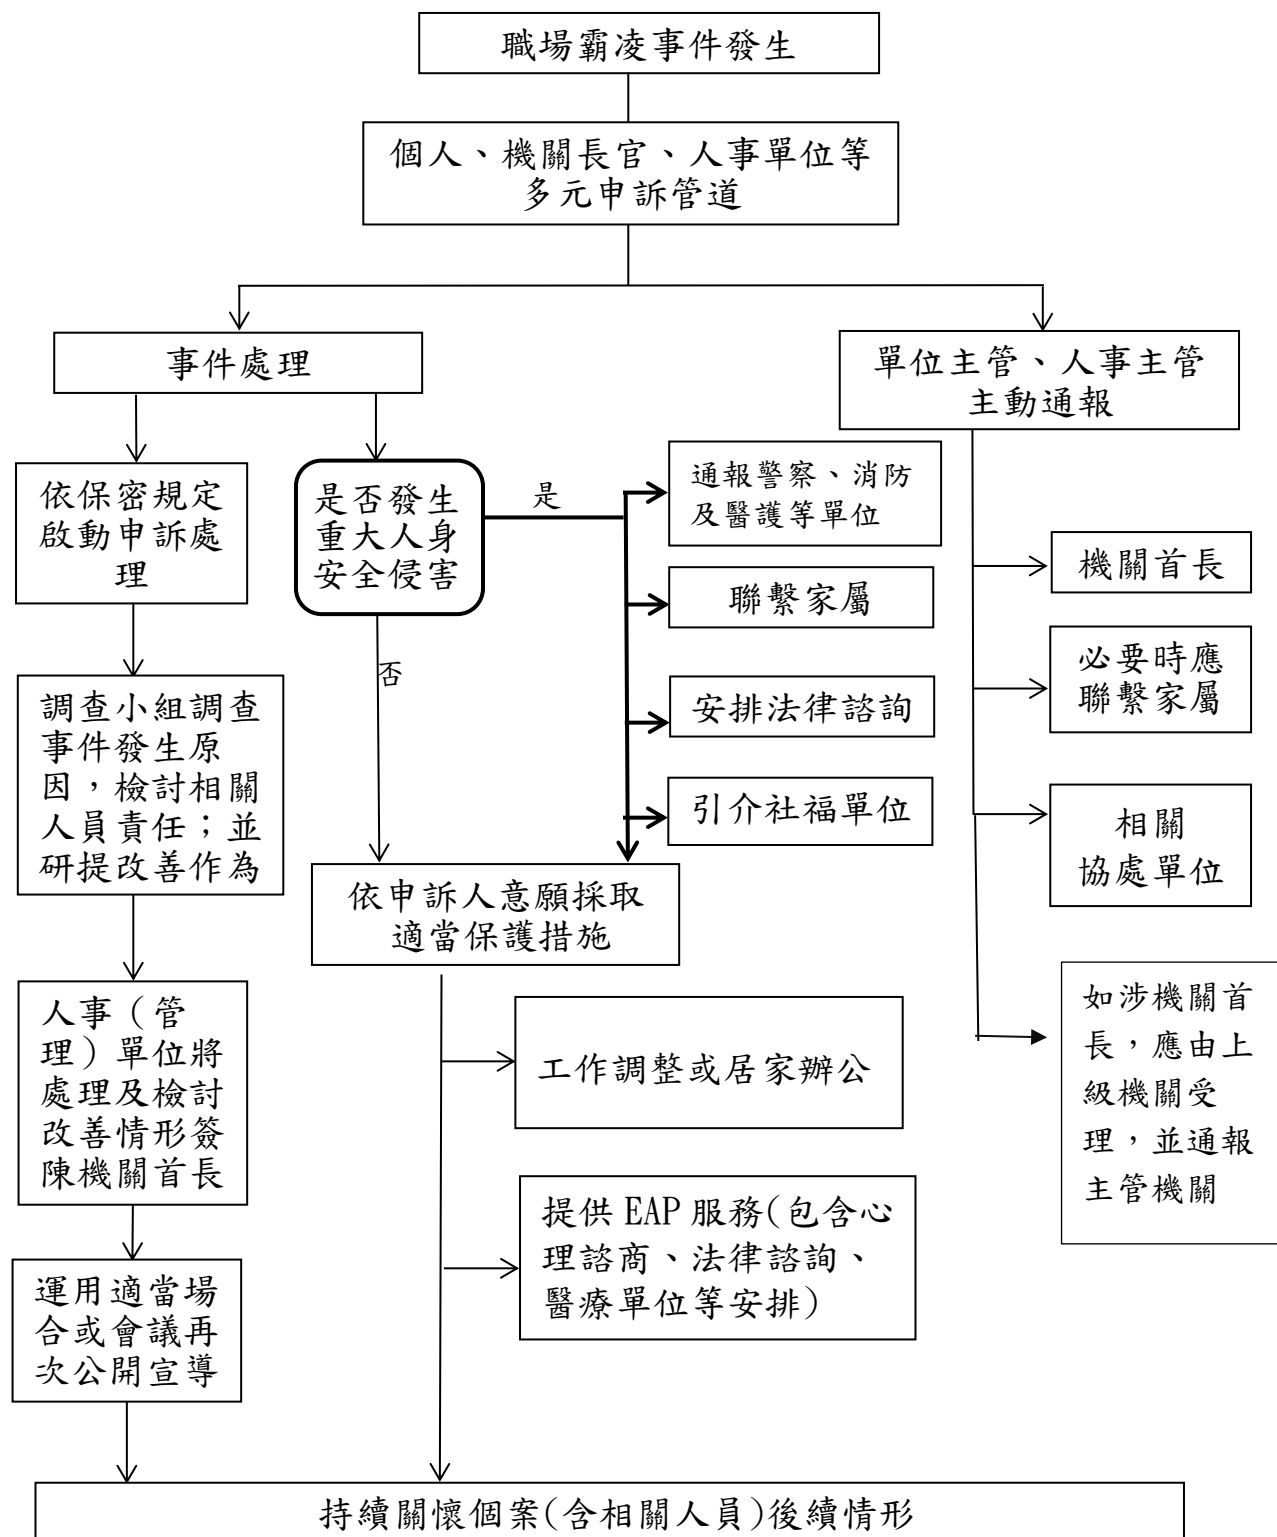 職場霸凌事件發生
個人、機關長官、人事單位等
多元申訴管道
事件處理
單位主管、人事主管
主動通報
依保密規定
啟動申訴處
理
是否發生
重大人身
安全侵害
是
否
通報警察、消防
及醫護等單位
聯繫家屬
安排法律諮詢
引介社福單位
機關首長
必要時應
聯繫家屬
相關
協處單位
如涉機關首
長，應由上
級機關受
理，並通報
主管機關
調查小組調查
事件發生原
因，檢討相關
人員責任；並
研提改善作為
依申訴人意願採取
適當保護措施
人事（管
理）單位將
處理及檢討
改善情形簽
陳機關首長
工作調整或居家辦公
提供 EAP 服務(包含心
理諮商、法律諮詢、
醫療單位等安排)
運用適當場
合或會議再
次公開宣導
持續關懷個案(含相關人員)後續情形